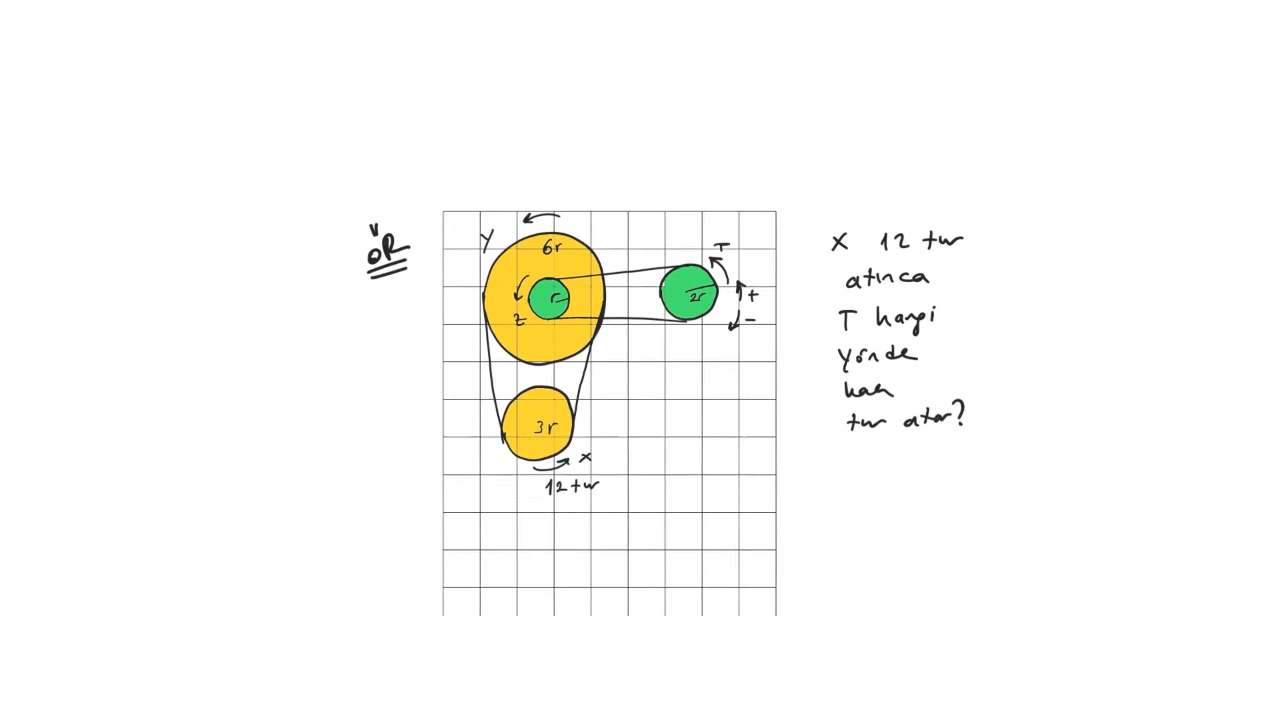 ÖR
Y
6r
r
Z
T
2r
+
-
3r
X
12 tur
X 12 tur
atınca
T hangi
yönde
kaç
tur atar?